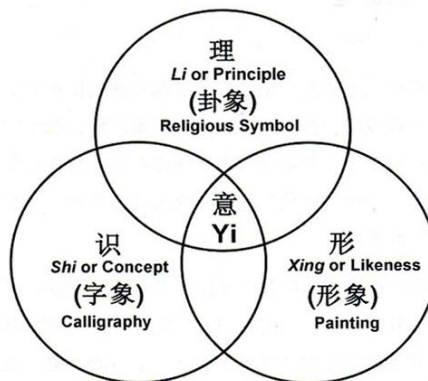 理
Li or Principle
(卦象)
Religious Symbol
意
Yi
识
Shi or Concept
(字象)
Calligraphy
形
Xing or Likeness
(形象)
Painting